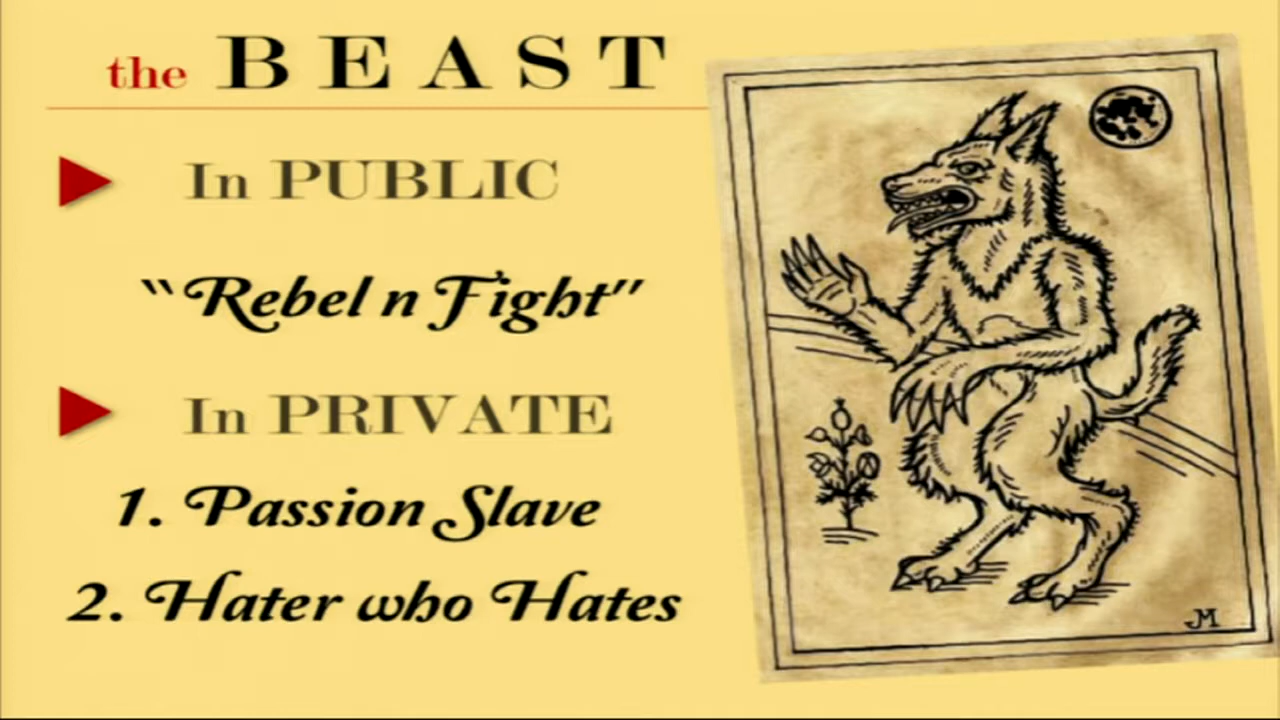 the BEAST
In PUBLIC
"Rebel n Fight"
In PRIVATE
1. Passion Slave
2. Hater who Hates
JM